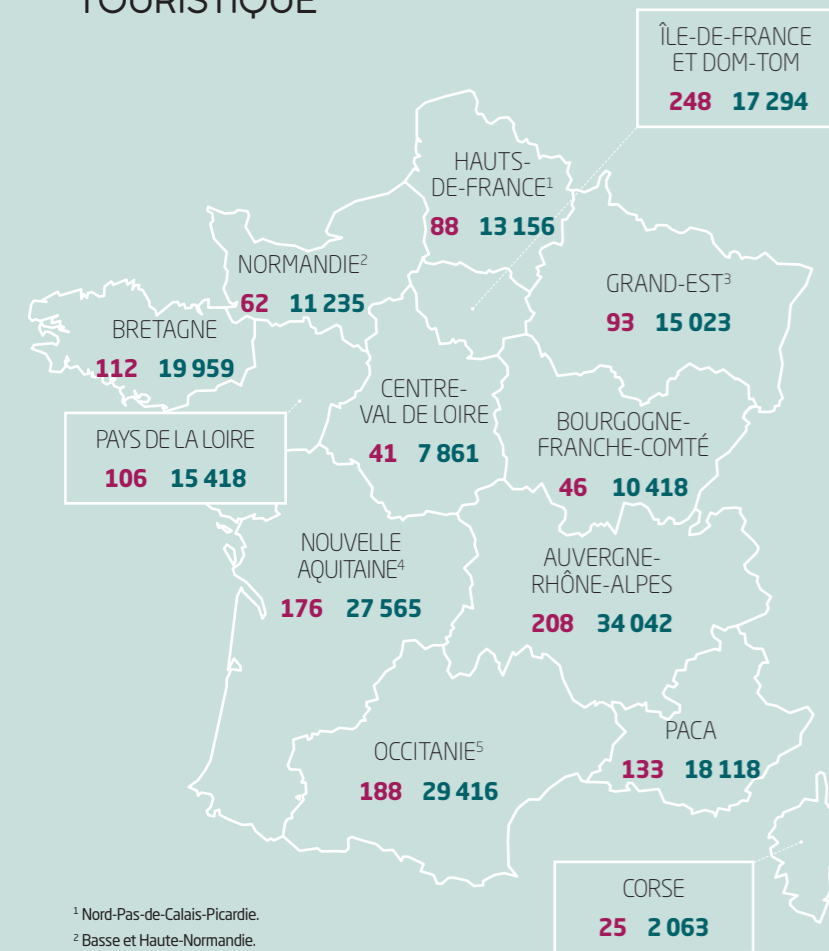 TOURISTIQUE
ÎLE-DE-FRANCE
ET DOM-TOM
248 17 294
HAUTS-
DE-FRANCE¹
88 13 156
NORMANDIE²
62 11 235
GRAND-EST³
93 15 023
BRETAGNE
112 19 959
CENTRE-
VAL DE LOIRE
41 7 861
PAYS DE LA LOIRE
106 15 418
BOURGOGNE-
FRANCHE-COMTÉ
46 10 418
NOUVELLE
AQUITAINE⁴
176 27 565
AUVERGNE-
RHÔNE-ALPES
208 34 042
PACA
133 18 118
OCCITANIE⁵
188 29 416
CORSE
25 2 063
¹ Nord-Pas-de-Calais-Picardie.
² Basse et Haute-Normandie.